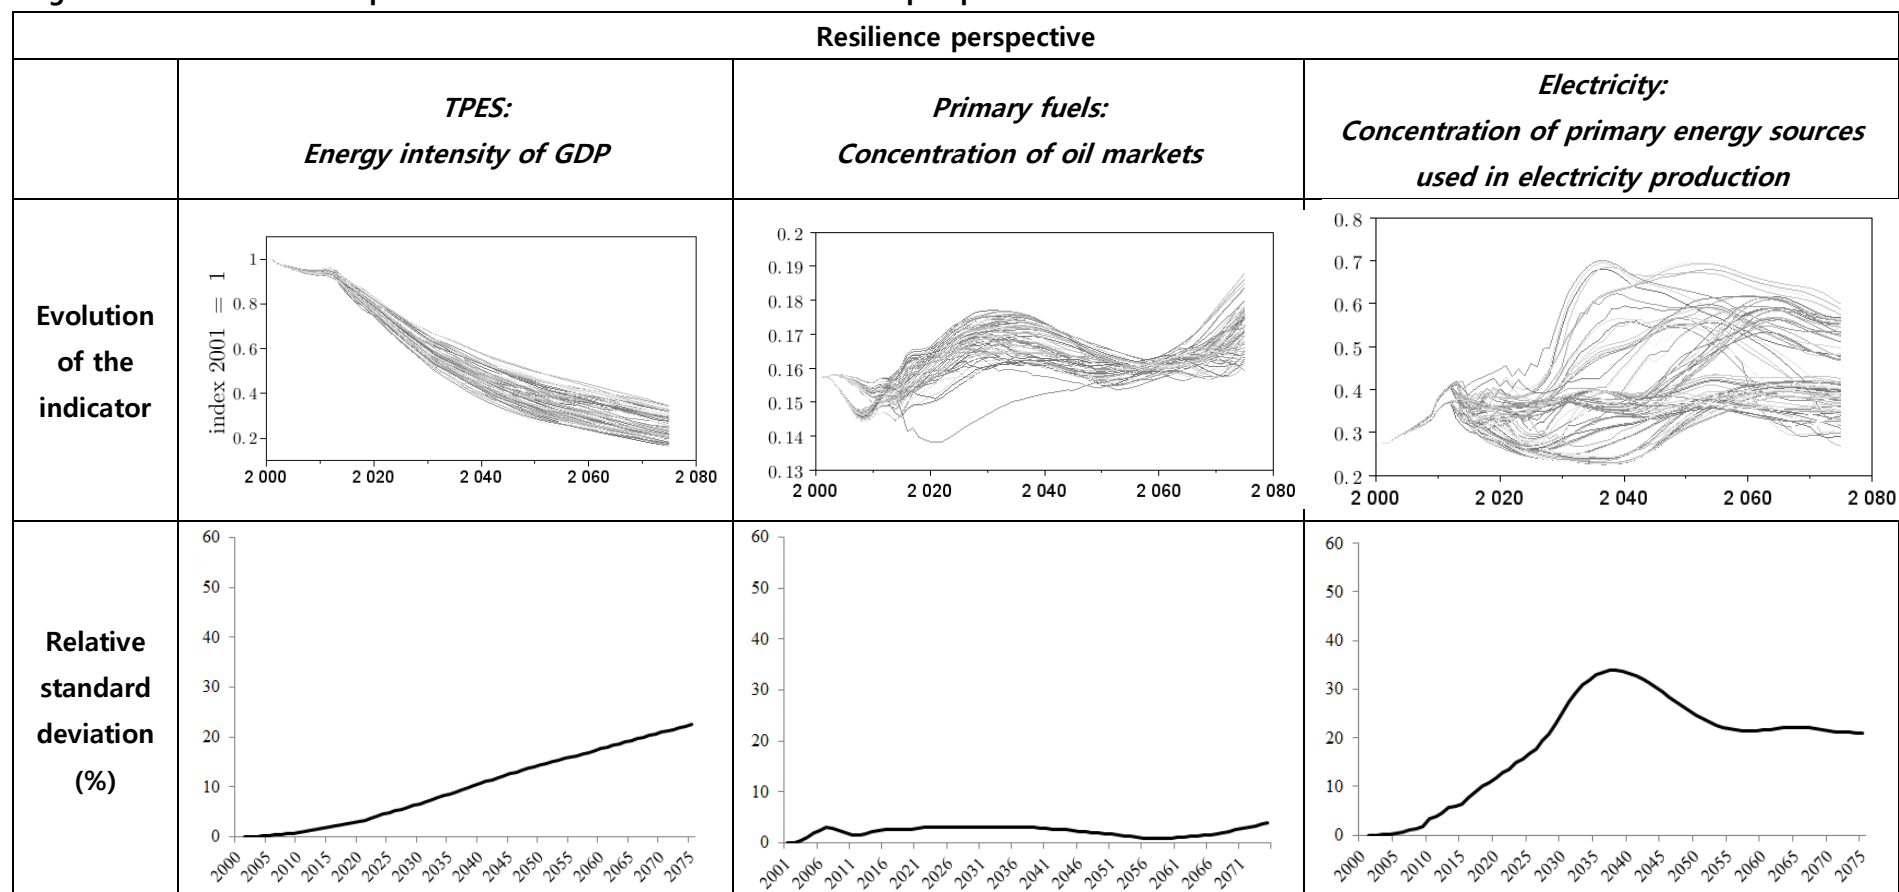 Resilience perspective
TPES:
Energy intensity of GDP
Primary fuels:
Concentration of oil markets
Electricity:
Concentration of primary energy sources
used in electricity production
Evolution
of the
indicator
index 2001 = 1
1
0.8
0.6
0.4
0.2
2 000 2 020 2 040 2 060 2 080
0.2
0.19
0.18
0.17
0.16
0.15
0.14
0.13
2 000 2 020 2 040 2 060 2 080
0.8
0.7
0.6
0.5
0.4
0.3
0.2
2 000 2 020 2 040 2 060 2 080
Relative
standard
deviation
(%)
60
50
40
30
20
10
0
2000 2005 2010 2015 2020 2025 2030 2035 2040 2045 2050 2055 2060 2065 2070 2075
60
50
40
30
20
10
0
2001 2006 2011 2016 2021 2026 2031 2036 2041 2046 2051 2056 2061 2066 2071
60
50
40
30
20
10
0
2000 2005 2010 2015 2020 2025 2030 2035 2040 2045 2050 2055 2060 2065 2070 2075